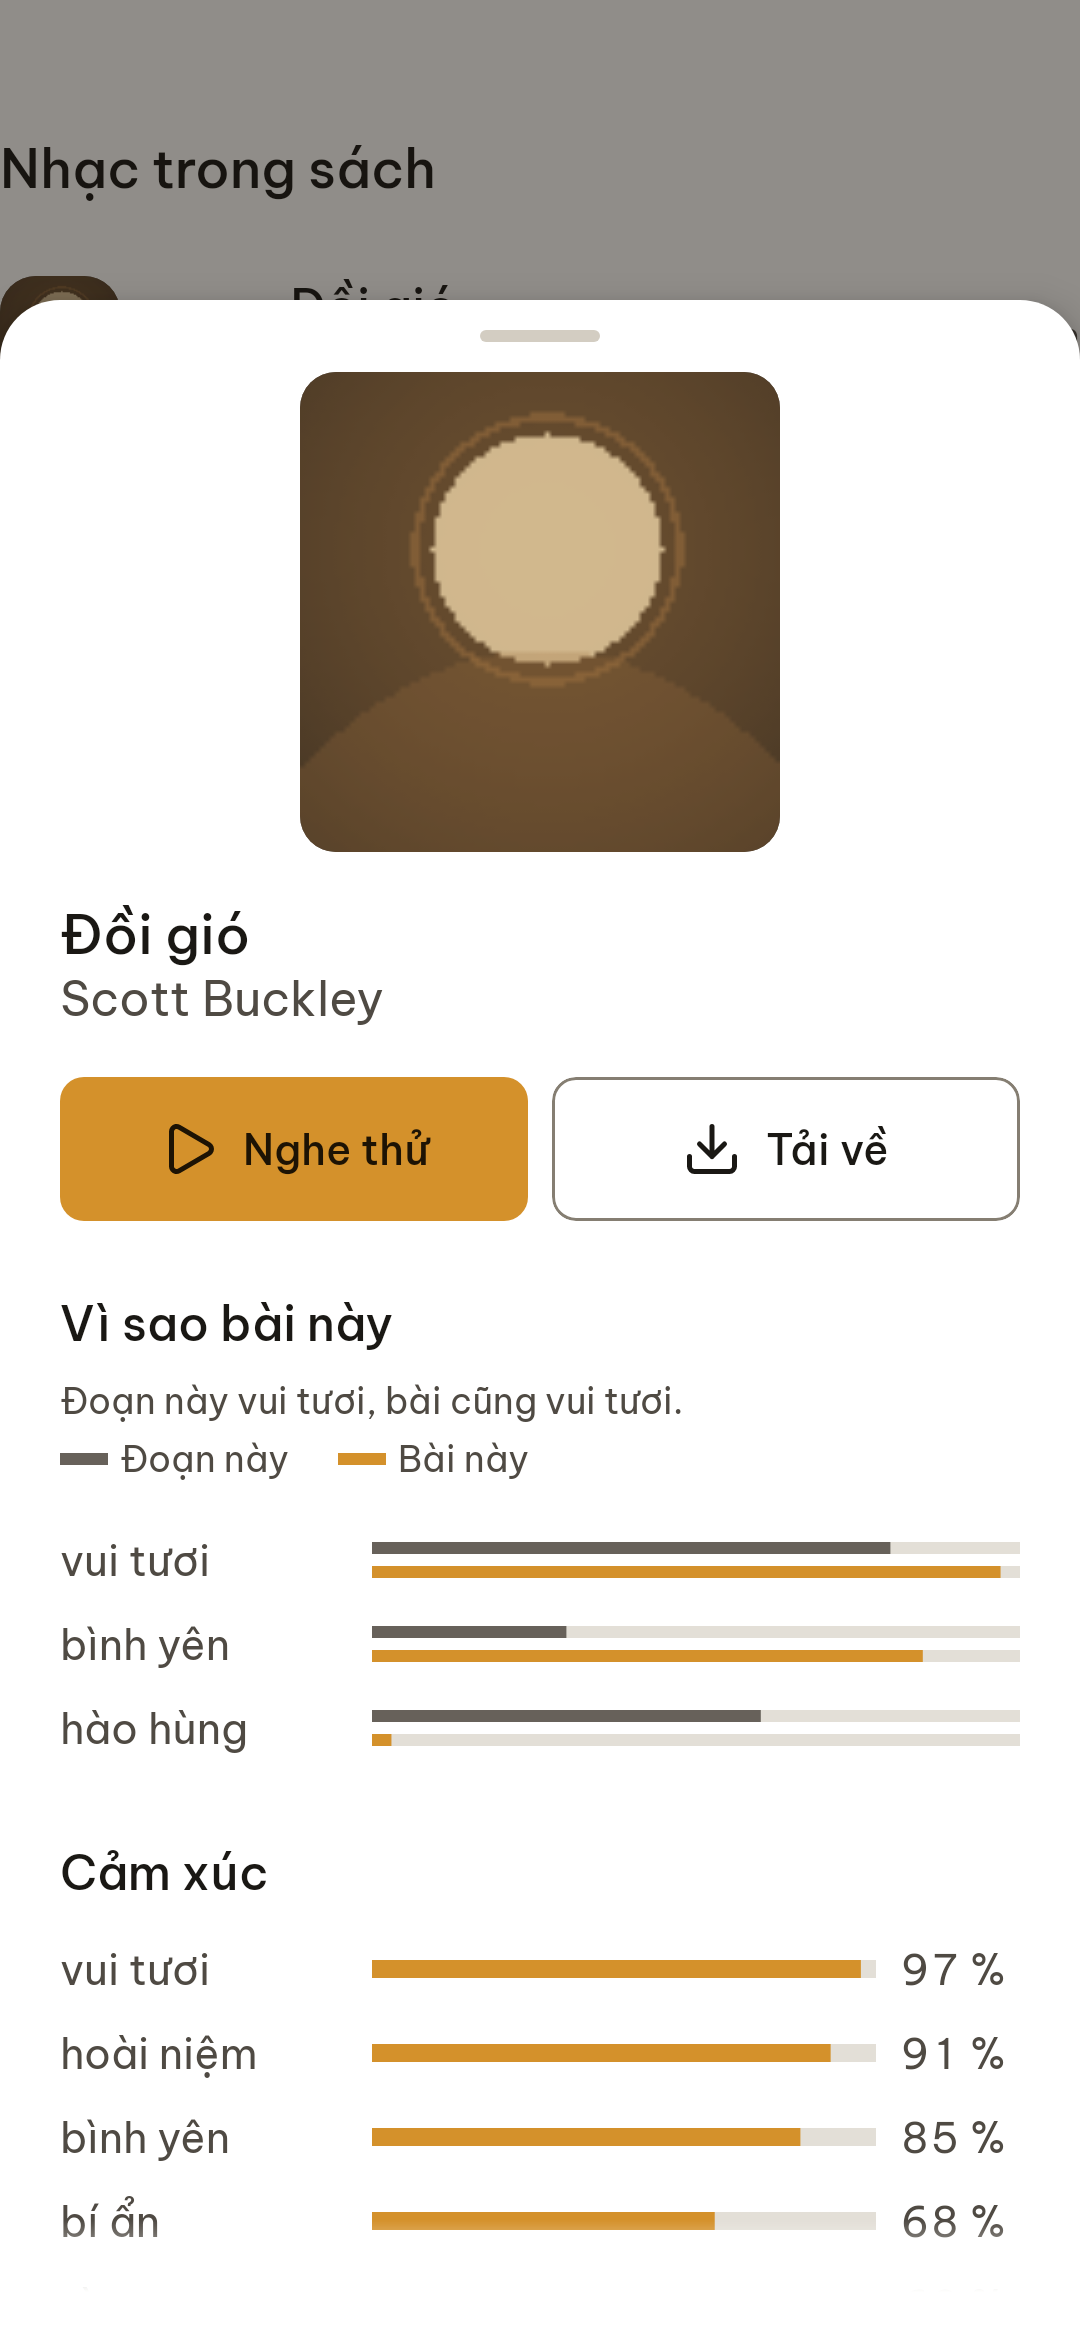 Nhạc trong sách
Đồi gió
Đồi gió
Scott Buckley
Nghe thử
Tải về
Vì sao bài này
Đoạn này vui tươi, bài cũng vui tươi.
Đoạn này
Bài này
vui tươi
bình yên
hào hùng
Cảm xúc
vui tươi 97 %
hoài niệm 91 %
bình yên 85 %
bí ẩn 68 %